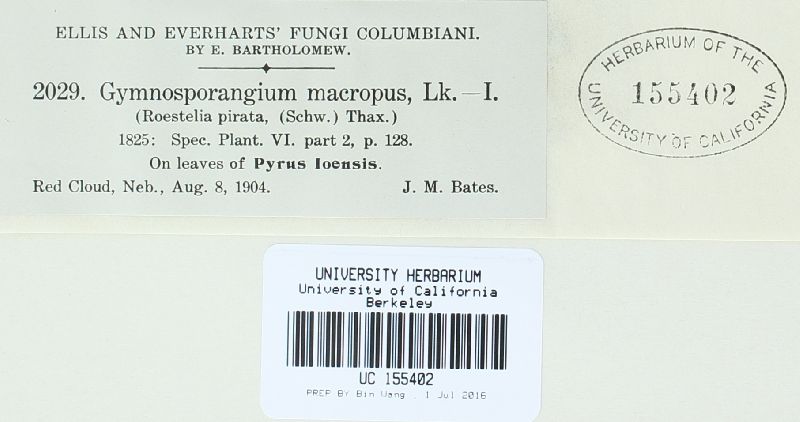 ELLIS AND EVERHARTS' FUNGI COLUMBIANI.
BY E. BARTHOLOMEW.
2029. Gymnosporangium macropus, Lk.—I.
(Roestelia pirata, (Schw.) Thax.)
1825: Spec. Plant. VI. part 2, p. 128.
On leaves of Pyrus Ioensis.
Red Cloud, Neb., Aug. 8, 1904. J. M. Bates.
HERBARIUM OF THE
155402
UNIVERSITY OF CALIFORNIA
UNIVERSITY HERBARIUM
University of California
Berkeley
UC 155402
PREP BY Bin Wang . 1 Jul 2016